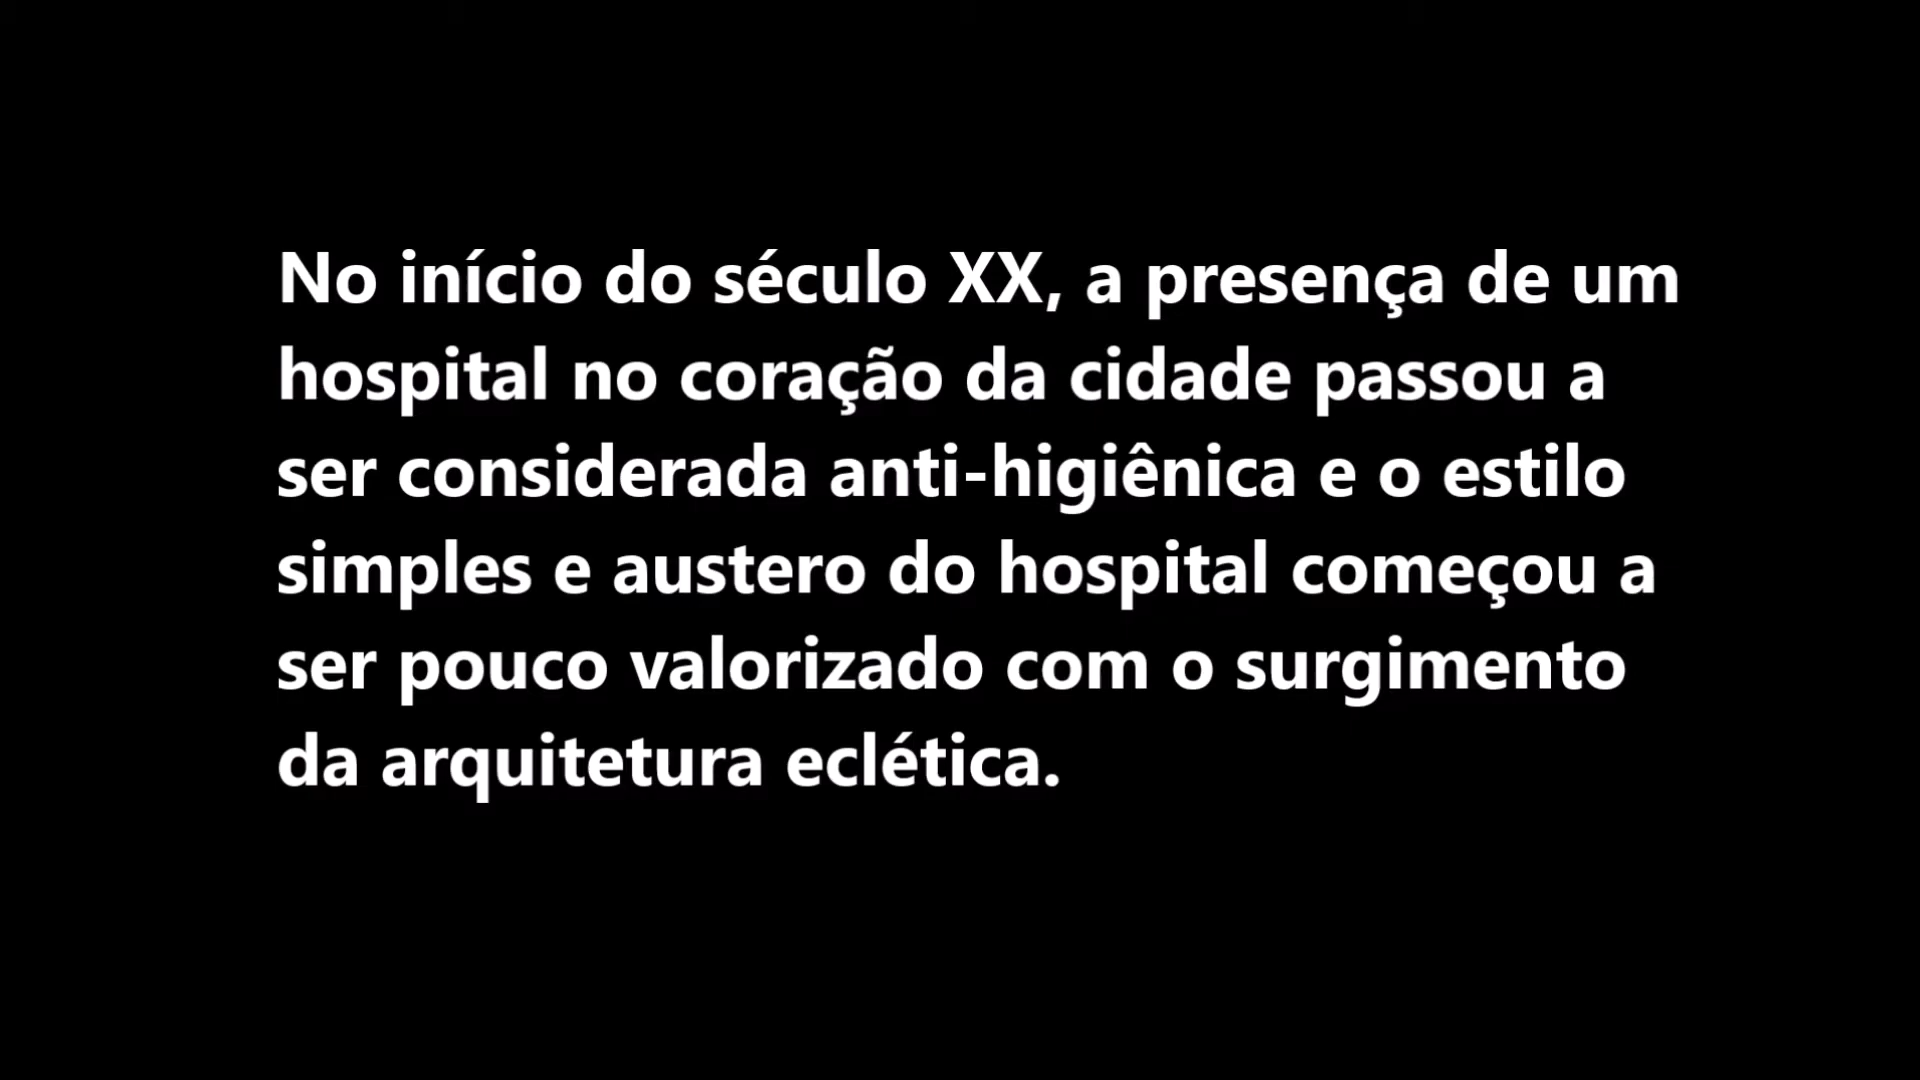 No início do século XX, a presença de um
hospital no coração da cidade passou a
ser considerada anti-higiênica e o estilo
simples e austero do hospital começou a
ser pouco valorizado com o surgimento
da arquitetura eclética.